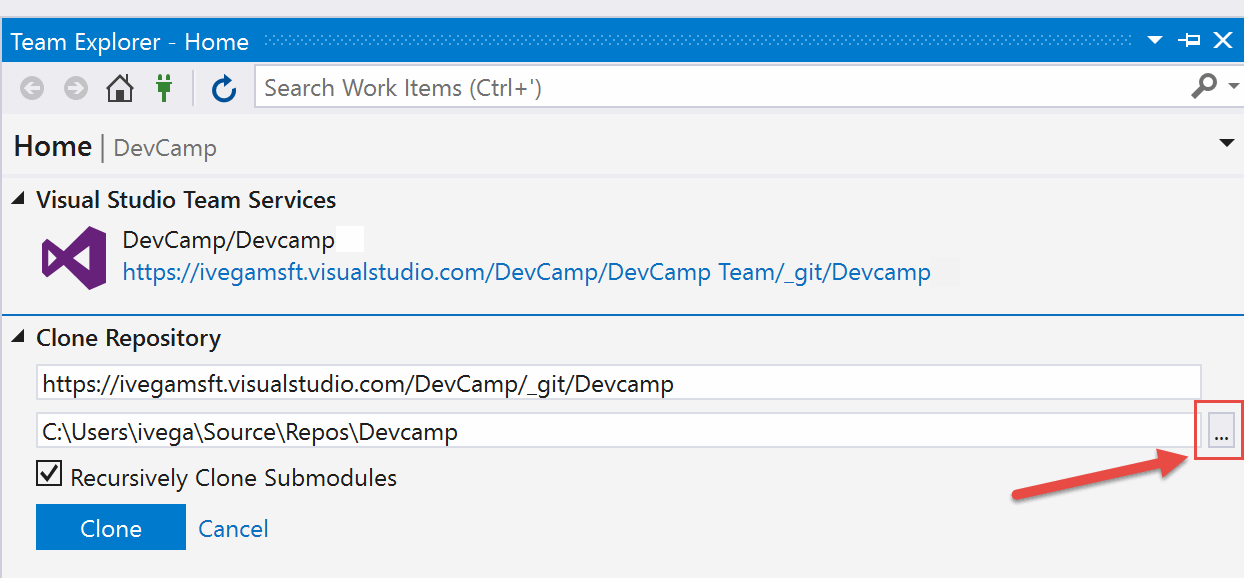 Team Explorer - Home
Search Work Items (Ctrl+')
Home | DevCamp
Visual Studio Team Services
DevCamp/Devcamp
https://ivegamsft.visualstudio.com/DevCamp/DevCamp Team/_git/Devcamp
Clone Repository
https://ivegamsft.visualstudio.com/DevCamp/_git/Devcamp
C:\Users\ivega\Source\Repos\Devcamp
...
Recursively Clone Submodules
Clone Cancel